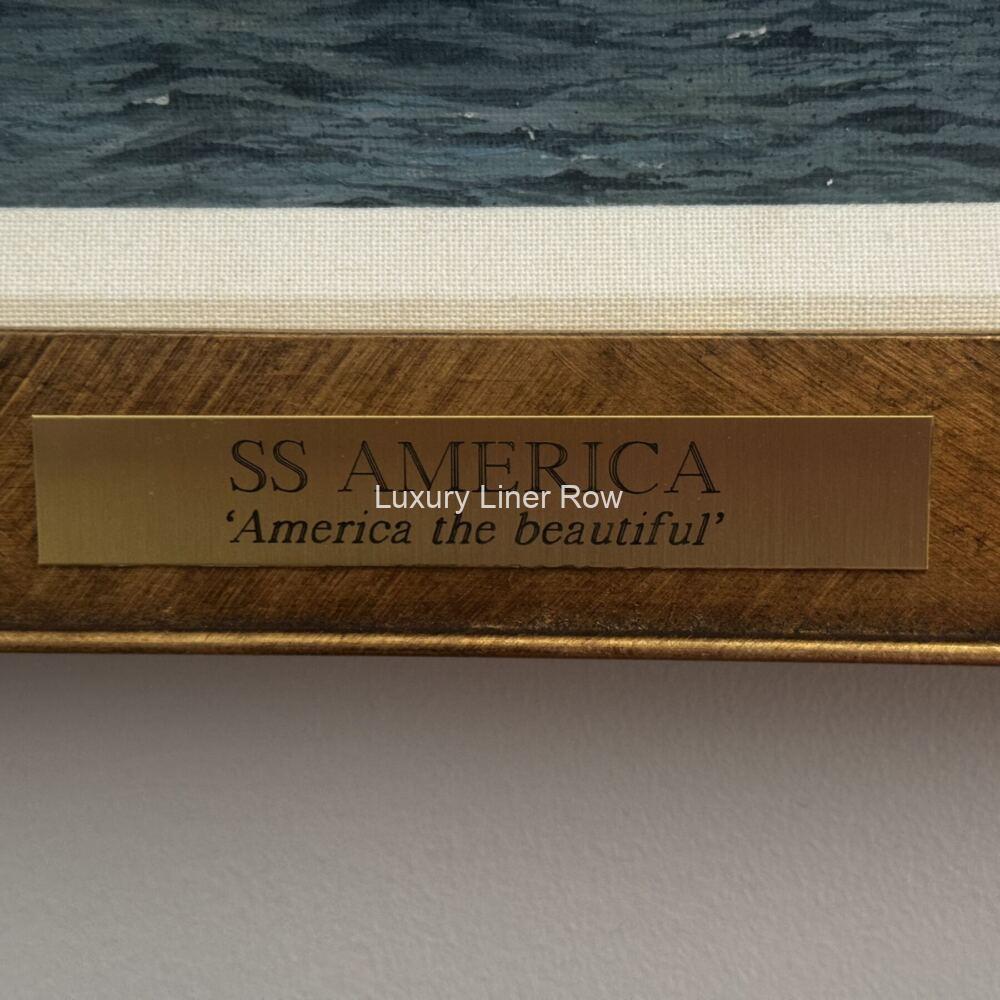 SS AMERICA
Luxury Liner Row
‘America the beautiful’